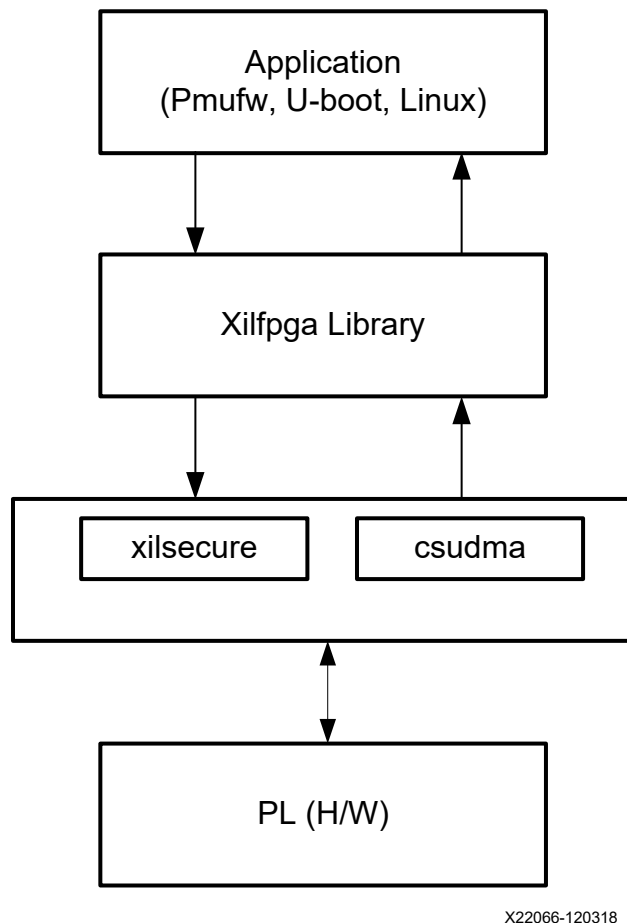 Application
(Pmufw, U-boot, Linux)
Xilfpga Library
xilsecure
csudma
PL (H/W)
X22066-120318